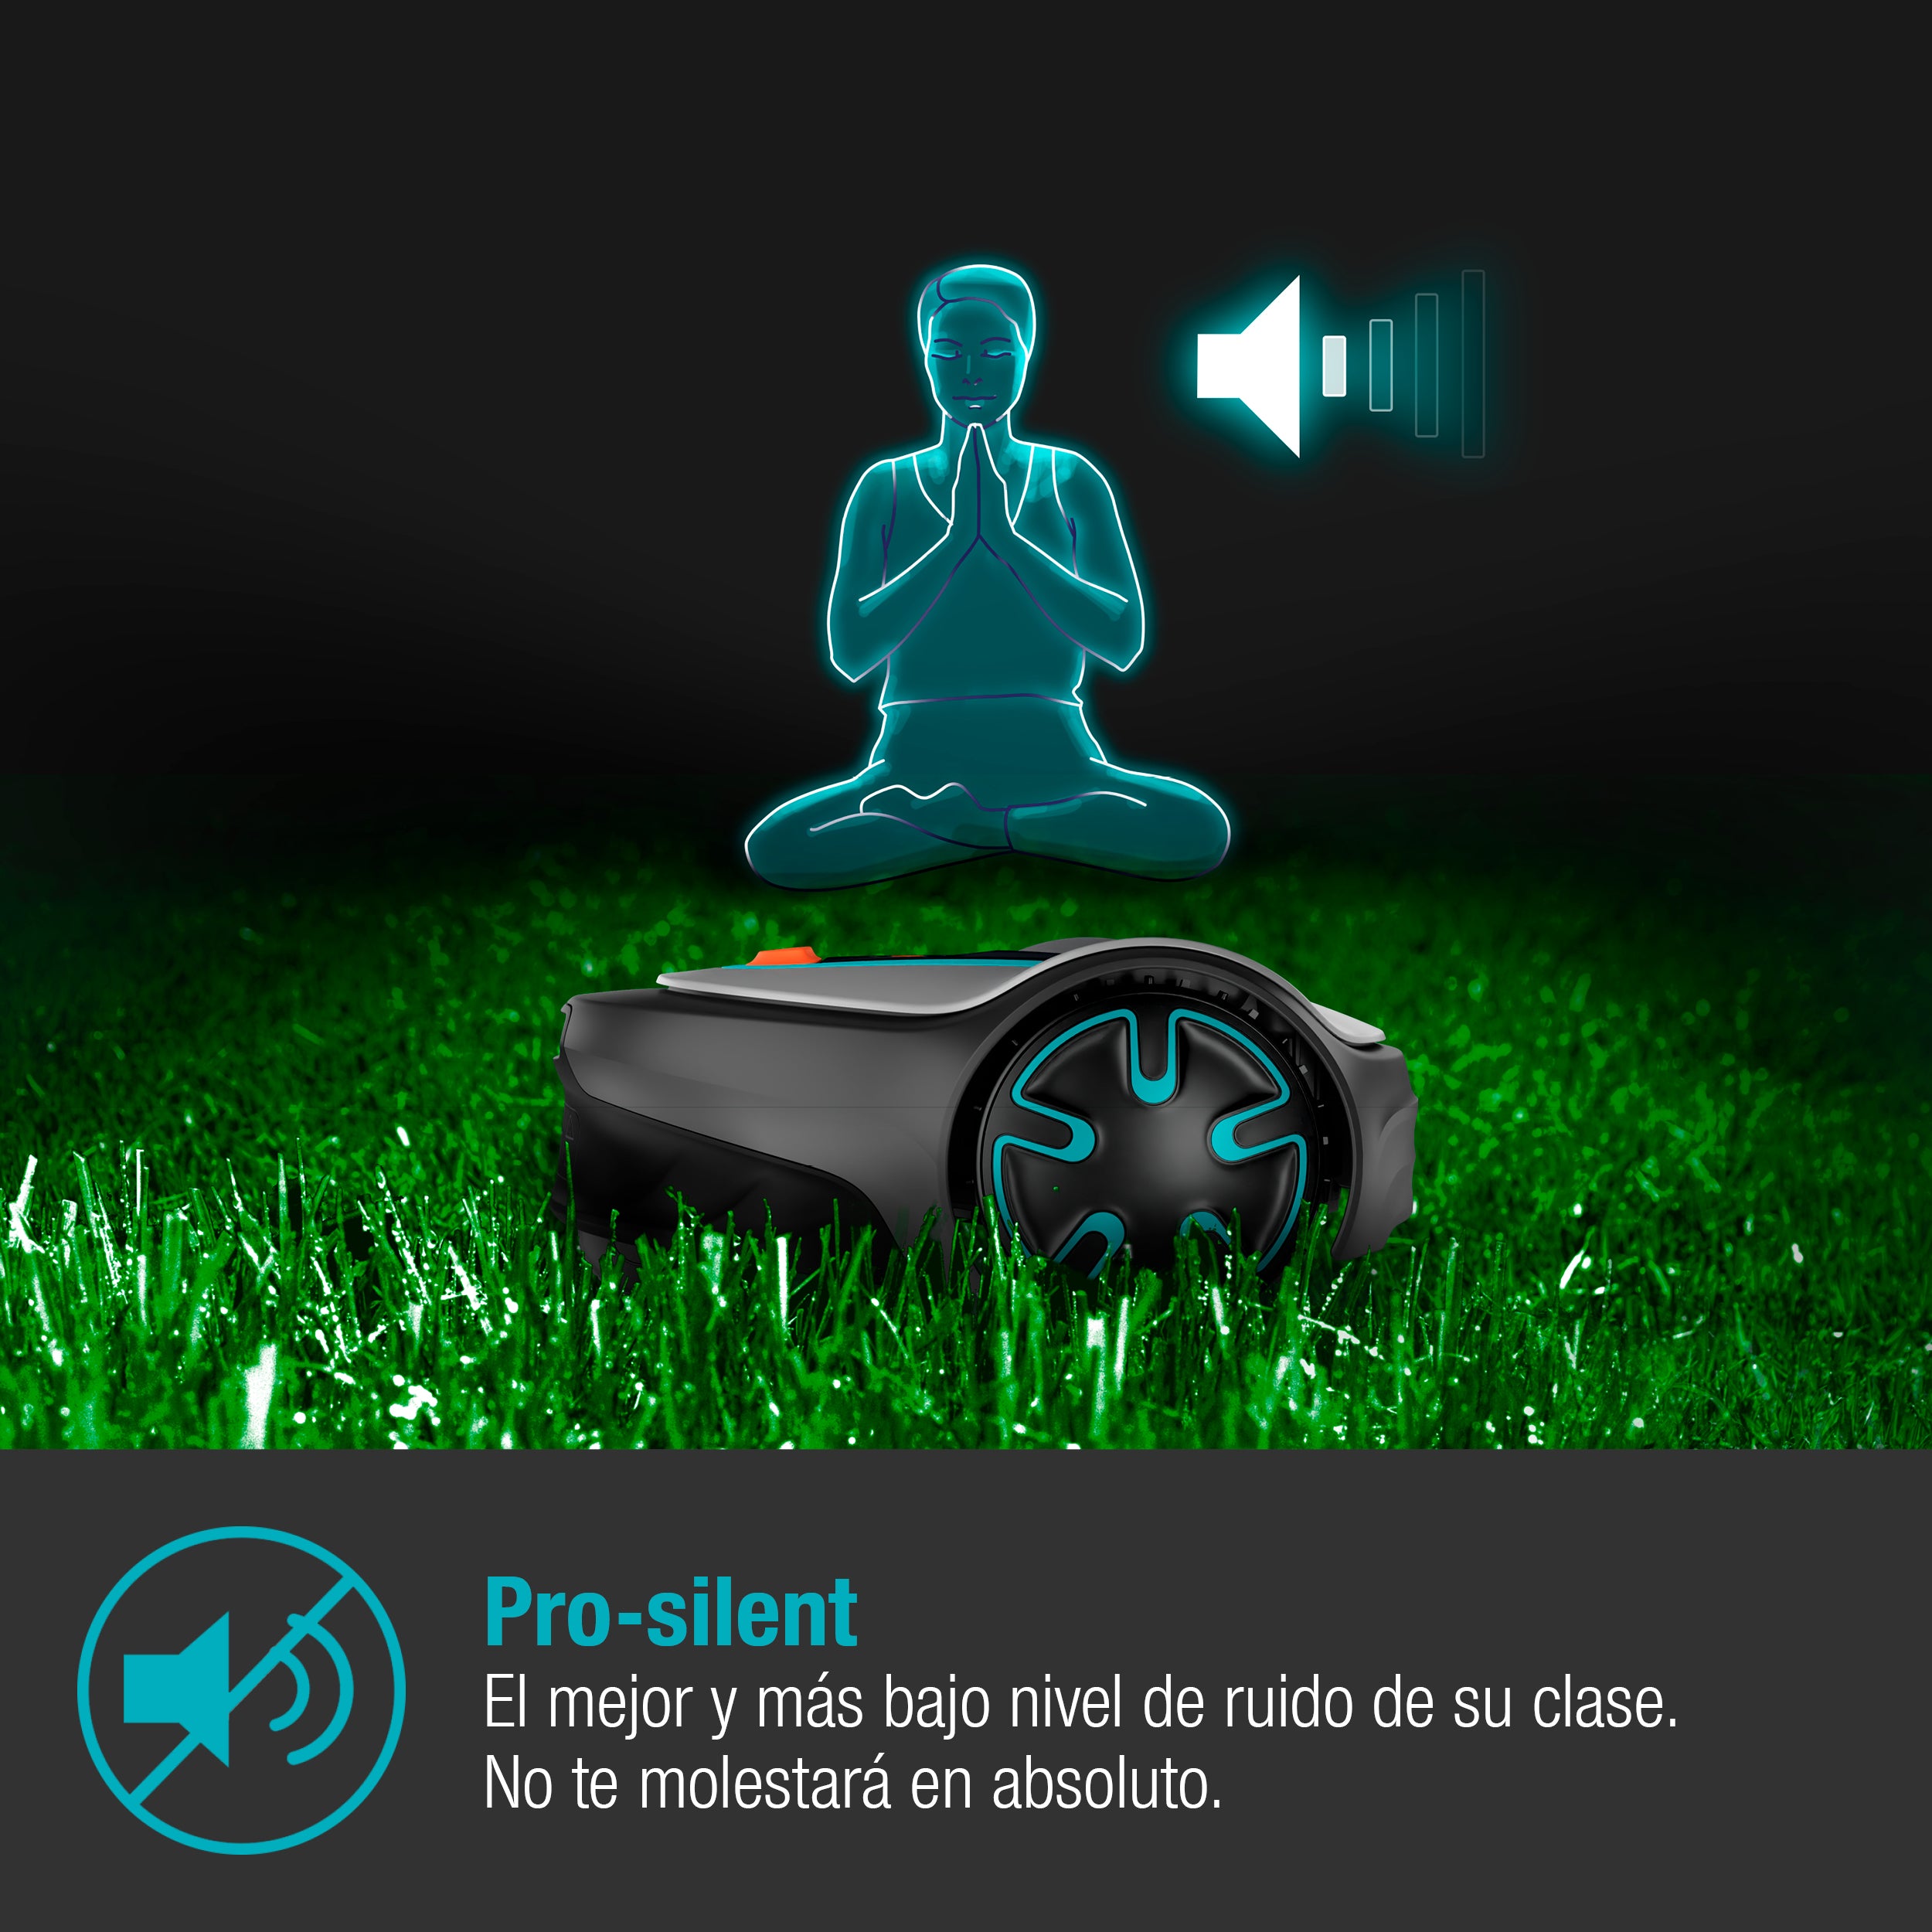 Pro-silent
El mejor y más bajo nivel de ruido de su clase.
No te molestará en absoluto.